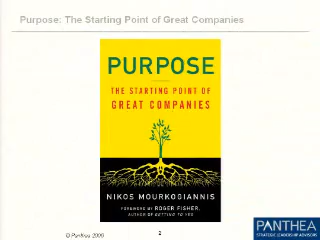 Purpose: The Starting Point of Great Companies
PURPOSE
THE STARTING POINT OF
GREAT COMPANIES
NIKOS MOURKOGIANNIS
FOREWORD BY ROGER FISHER,
AUTHOR OF GETTING TO YES
© Panthea 2006
2
PANTHEA
STRATEGIC LEADERSHIP ADVISORS